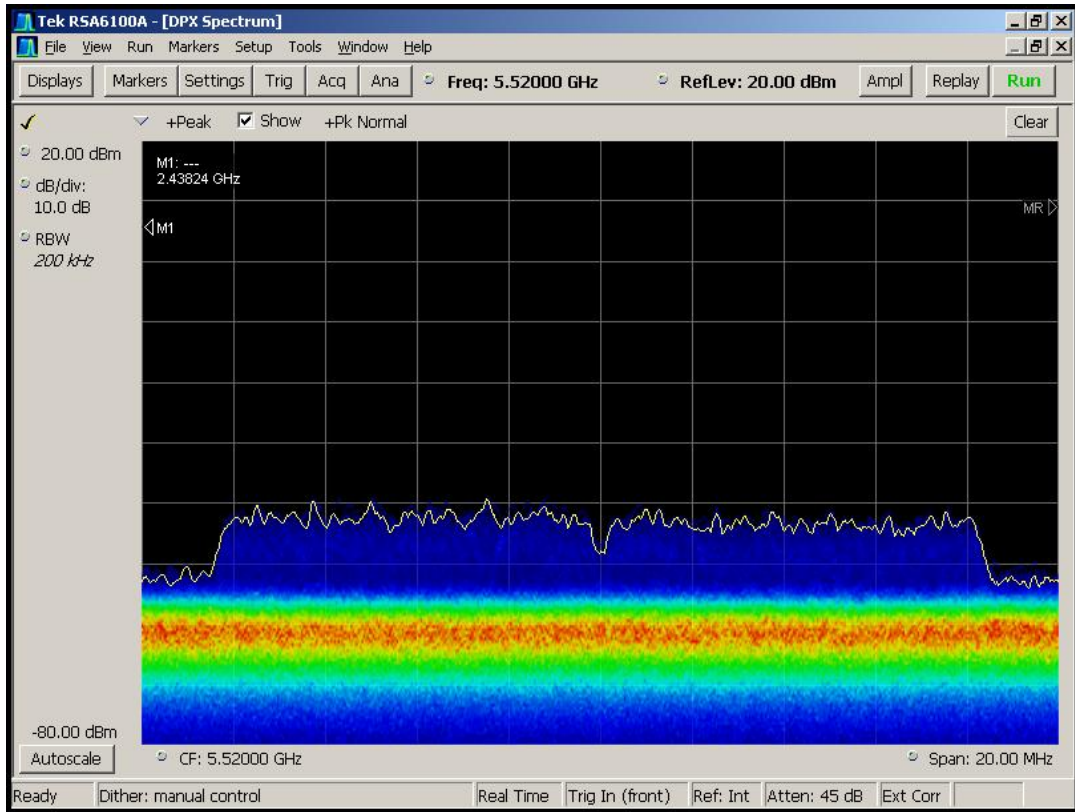 Tek RSA6100A - [DPX Spectrum]
File View Run Markers Setup Tools Window Help
Displays Markers Settings Trig Acq Ana Freq: 5.52000 GHz RefLev: 20.00 dBm Ampl Replay Run
+Peak Show +Pk Normal Clear
20.00 dBm
dB/div:
10.0 dB
RBW
200 kHz
M1: ---
2.43824 GHz
M1
MR
-80.00 dBm
Autoscale CF: 5.52000 GHz Span: 20.00 MHz
Ready Dither: manual control Real Time Trig In (front) Ref: Int Atten: 45 dB Ext Corr